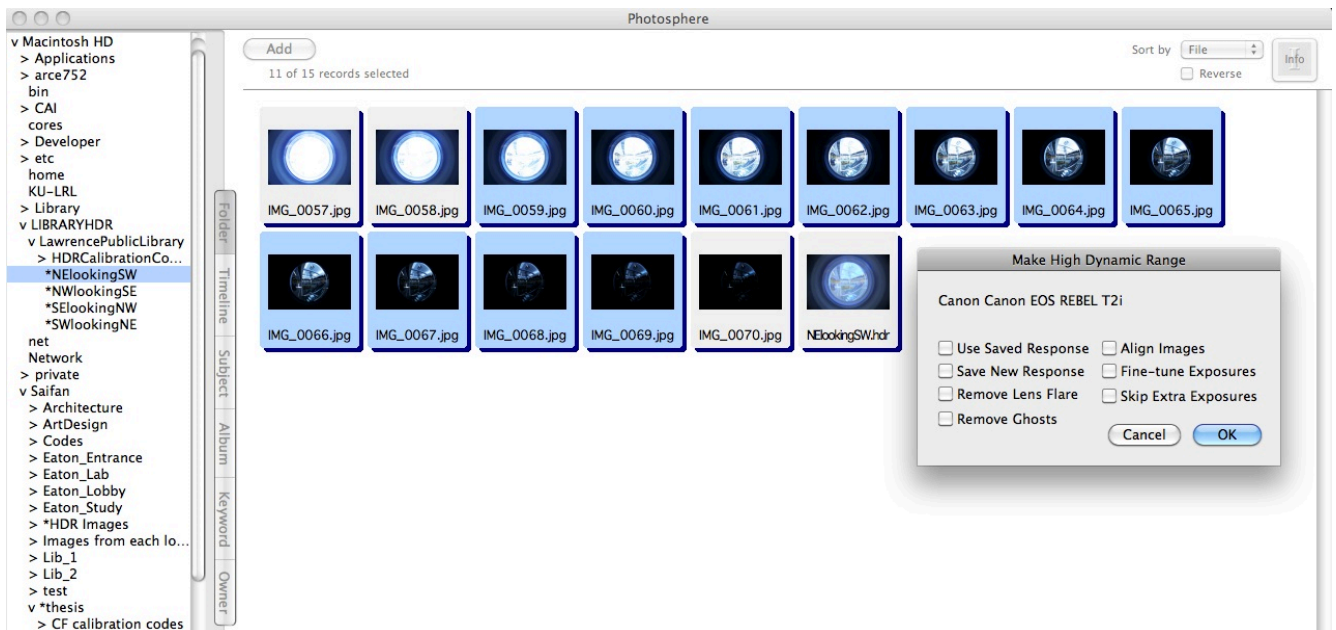 Photosphere
v Macintosh HD
> Applications
> arce752
bin
> CAI
cores
> Developer
> etc
home
KU-LRL
> Library
v LIBRARYHDR
v LawrencePublicLibrary
> HDRCalibrationCo...
*NElookingSW
*NWlookingSE
*SElookingNW
*SWlookingNE
net
Network
> private
v Saifan
> Architecture
> ArtDesign
> Codes
> Eaton_Entrance
> Eaton_Lab
> Eaton_Lobby
> Eaton_Study
> *HDR Images
> Images from each lo...
> Lib_1
> Lib_2
> test
v *thesis
> CF calibration codes
Folder
Timeline
Subject
Album
Keyword
Owner
Add
11 of 15 records selected
Sort by File
Reverse
Info
IMG_0057.jpg IMG_0058.jpg IMG_0059.jpg IMG_0060.jpg IMG_0061.jpg IMG_0062.jpg IMG_0063.jpg IMG_0064.jpg IMG_0065.jpg
IMG_0066.jpg IMG_0067.jpg IMG_0068.jpg IMG_0069.jpg IMG_0070.jpg NElookingSW.hdr
Make High Dynamic Range
Canon Canon EOS REBEL T2i
Use Saved Response Align Images
Save New Response Fine-tune Exposures
Remove Lens Flare Skip Extra Exposures
Remove Ghosts
Cancel OK